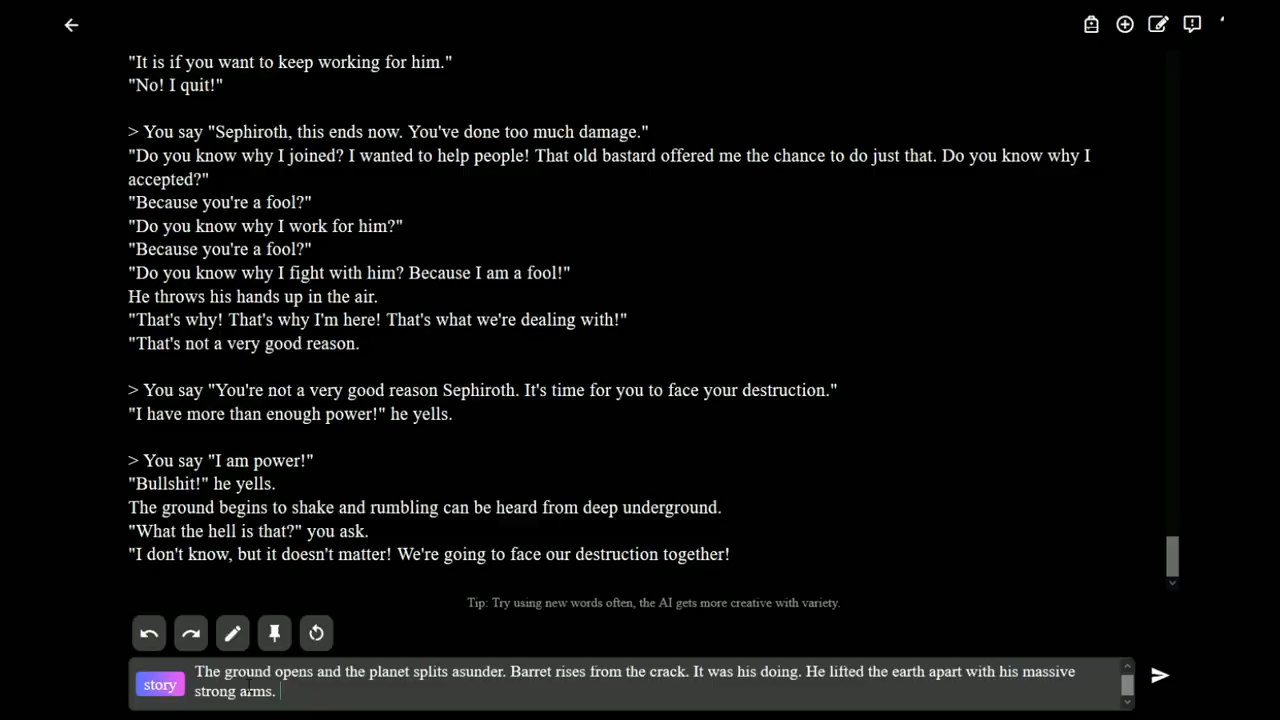 "It is if you want to keep working for him."
"No! I quit!"
> You say "Sephiroth, this ends now. You've done too much damage."
"Do you know why I joined? I wanted to help people! That old bastard offered me the chance to do just that. Do you know why I
accepted?"
"Because you're a fool?"
"Do you know why I work for him?"
"Because you're a fool?"
"Do you know why I fight with him? Because I am a fool!"
He throws his hands up in the air.
"That's why! That's why I'm here! That's what we're dealing with!"
"That's not a very good reason.
> You say "You're not a very good reason Sephiroth. It's time for you to face your destruction."
"I have more than enough power!" he yells.
> You say "I am power!"
"Bullshit!" he yells.
The ground begins to shake and rumbling can be heard from deep underground.
"What the hell is that?" you ask.
"I don't know, but it doesn't matter! We're going to face our destruction together!
Tip: Try using new words often, the AI gets more creative with variety.
story
The ground opens and the planet splits asunder. Barret rises from the crack. It was his doing. He lifted the earth apart with his massive
strong arms.